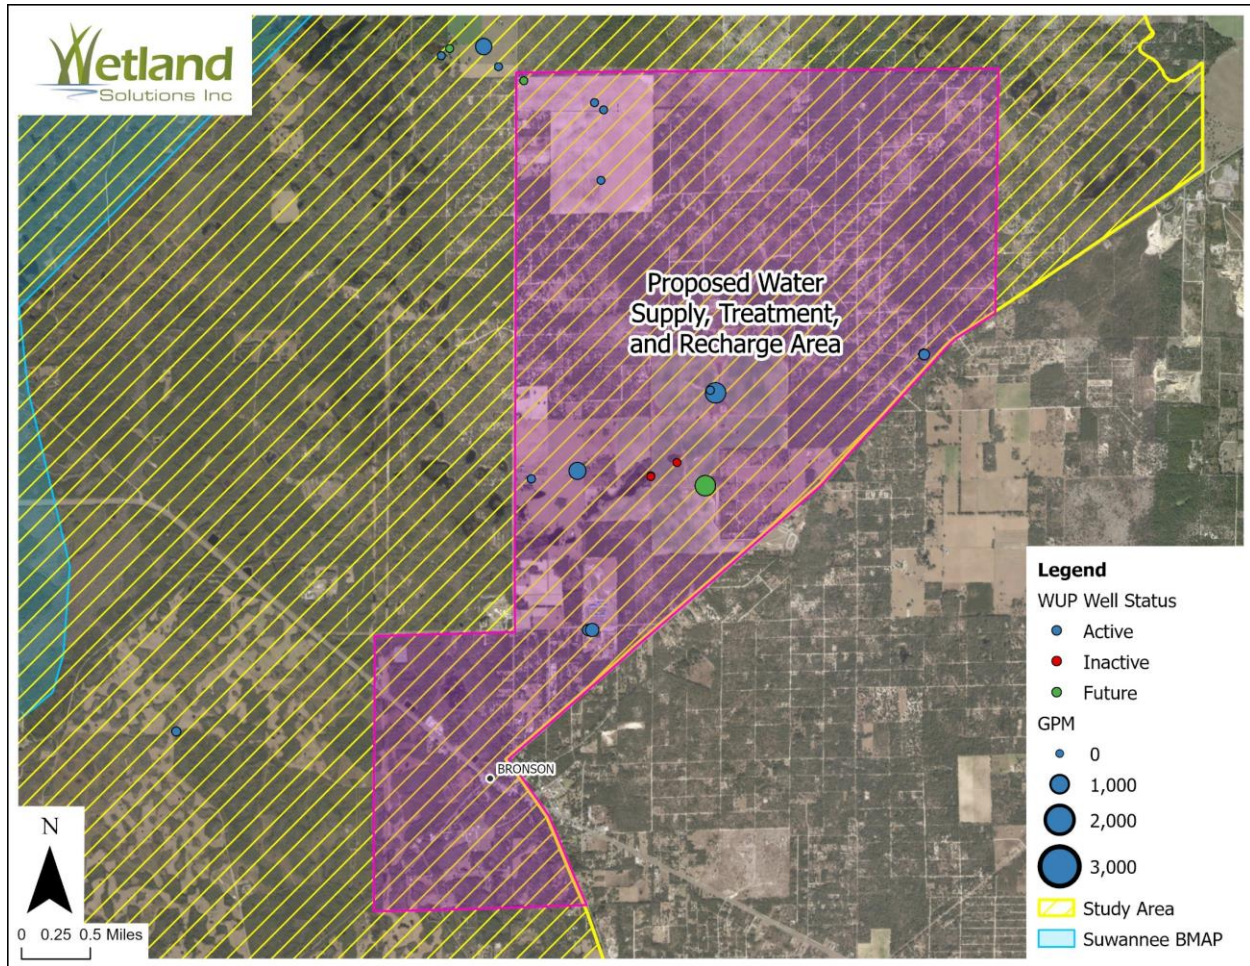 Wetland
Solutions Inc
Proposed Water
Supply, Treatment,
and Recharge Area
BRONSON
N
0 0.25 0.5 Miles
Legend
WUP Well Status
Active
Inactive
Future
GPM
0
1,000
2,000
3,000
Study Area
Suwannee BMAP